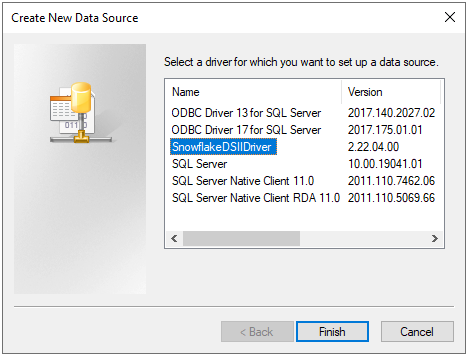 Create New Data Source
Select a driver for which you want to set up a data source.
Name Version
ODBC Driver 13 for SQL Server 2017.140.2027.02
ODBC Driver 17 for SQL Server 2017.175.01.01
SnowflakeDSIIDriver 2.22.04.00
SQL Server 10.00.19041.01
SQL Server Native Client 11.0 2011.110.7462.06
SQL Server Native Client RDA 11.0 2011.110.5069.66
< Back Finish Cancel